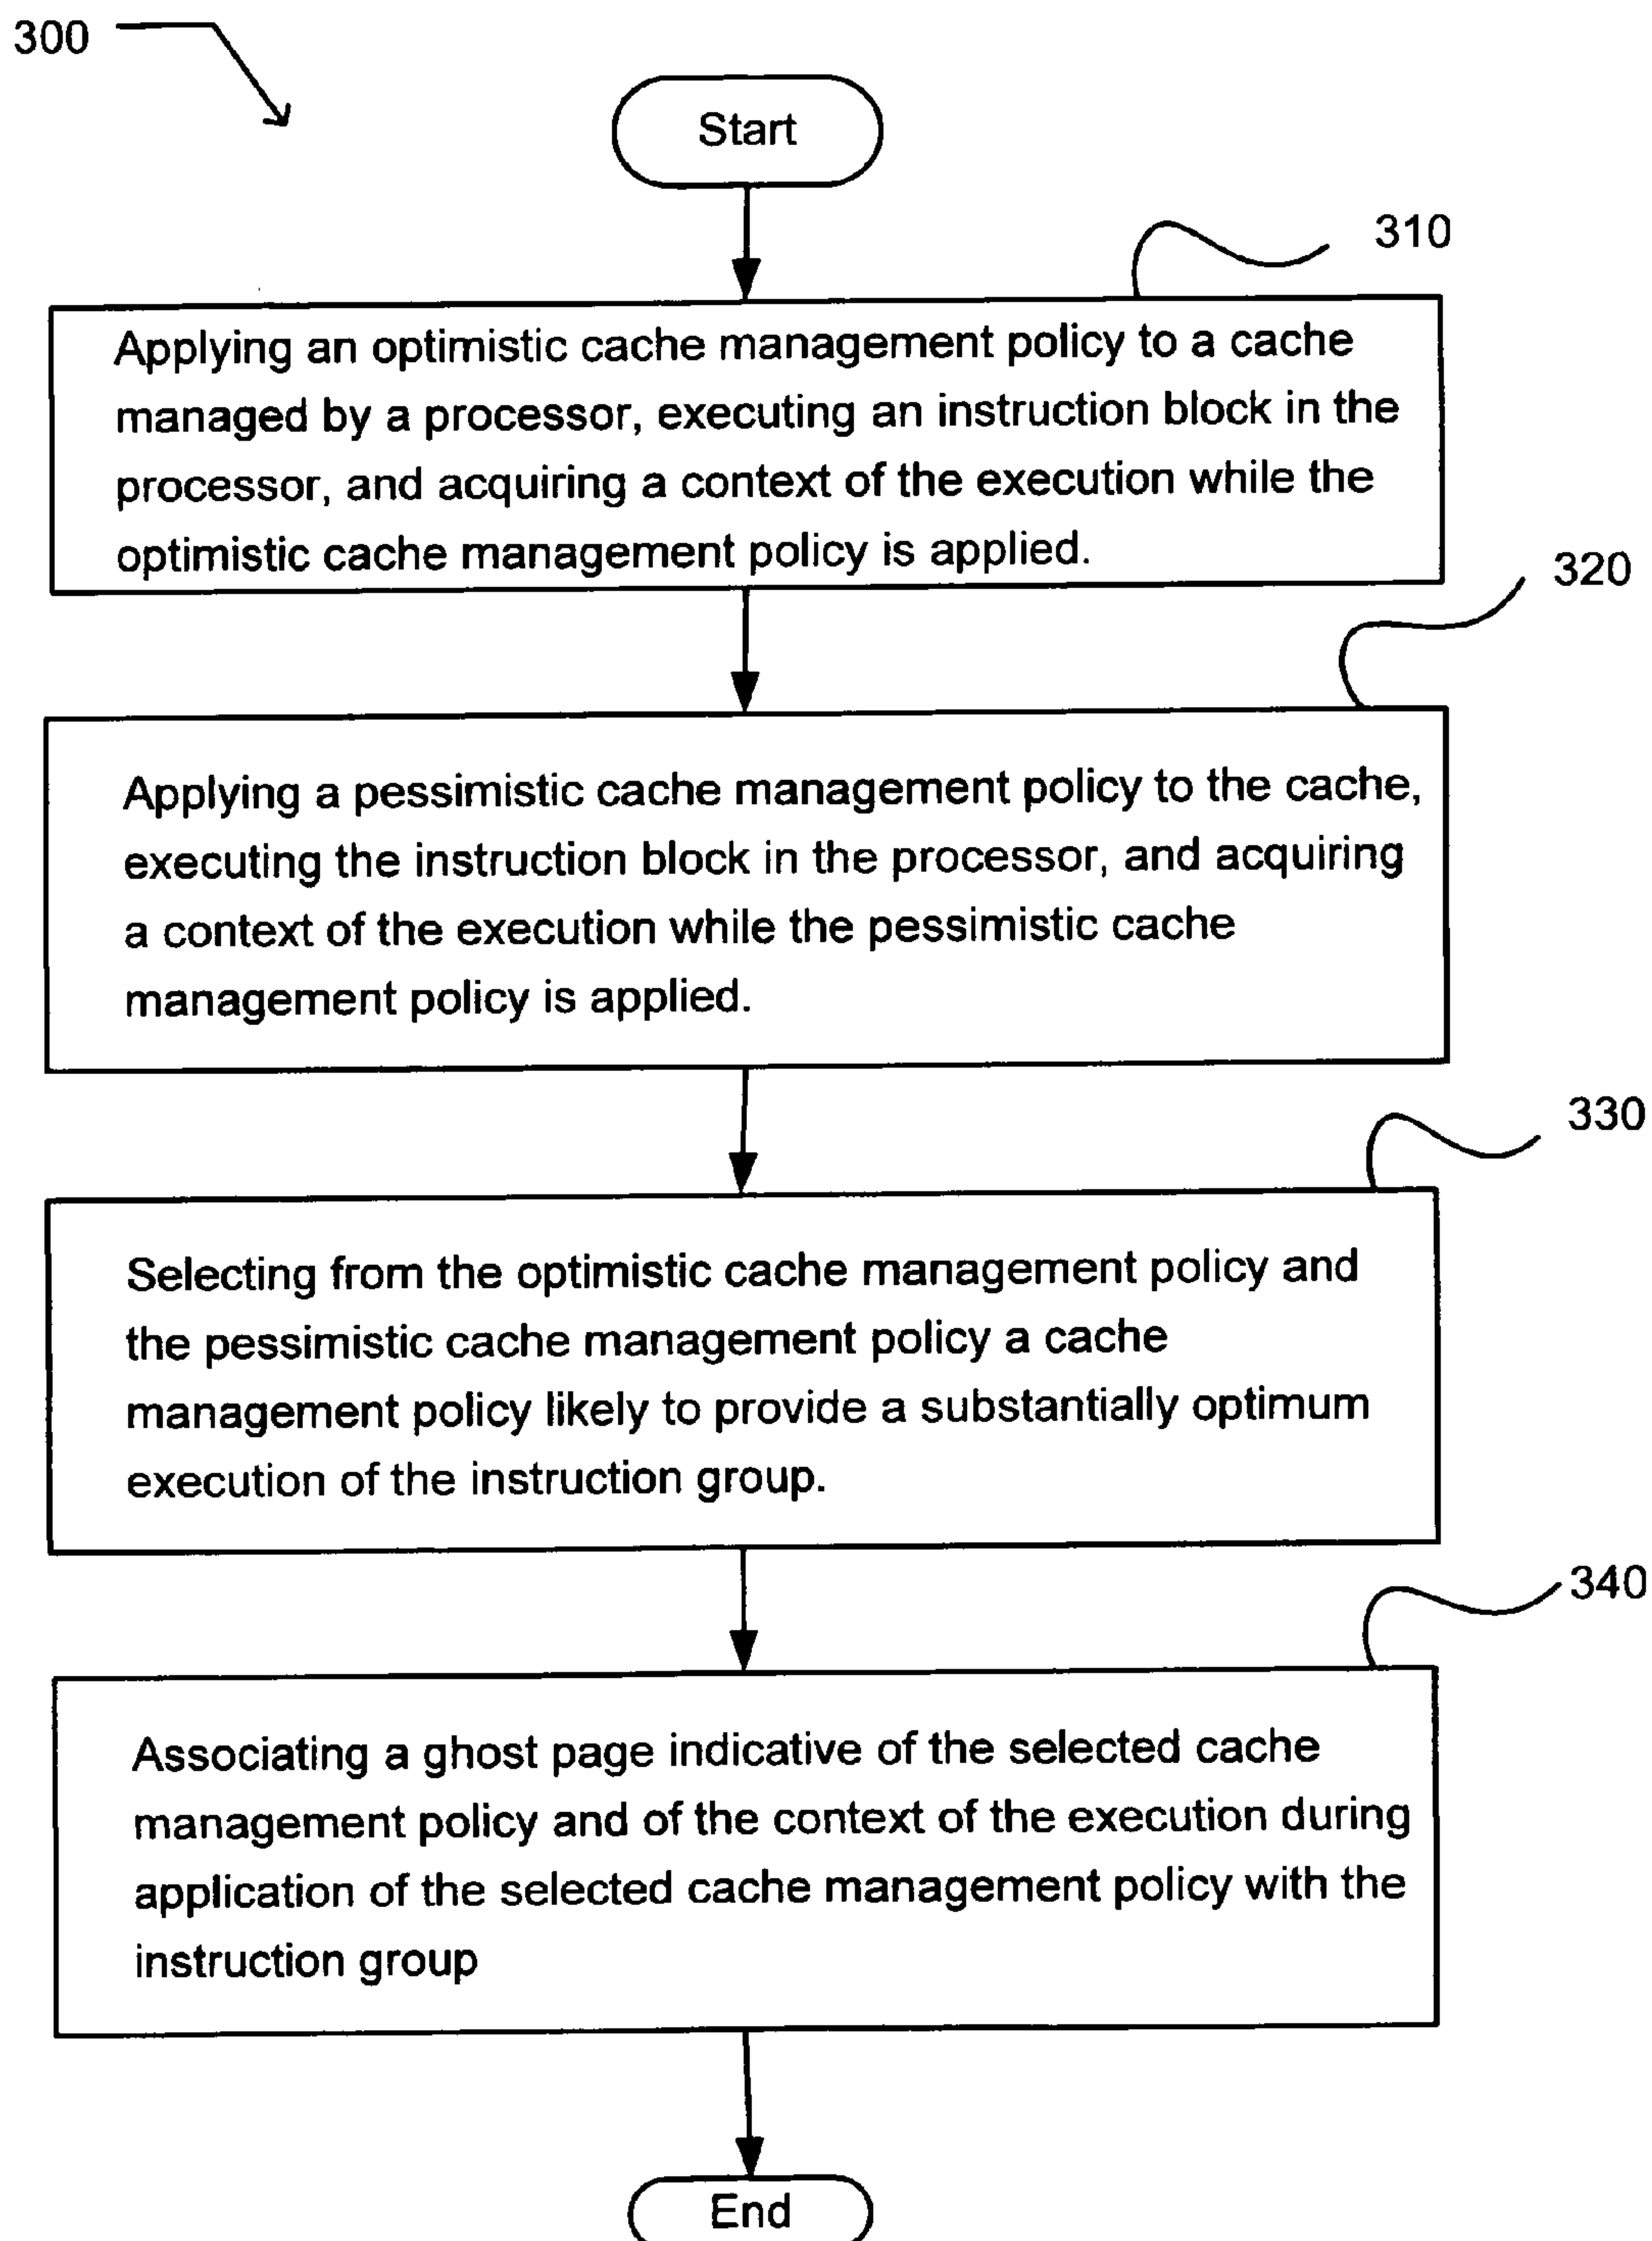 300
Start
310
Applying an optimistic cache management policy to a cache
managed by a processor, executing an instruction block in the
processor, and acquiring a context of the execution while the
optimistic cache management policy is applied.
320
Applying a pessimistic cache management policy to the cache,
executing the instruction block in the processor, and acquiring
a context of the execution while the pessimistic cache
management policy is applied.
330
Selecting from the optimistic cache management policy and
the pessimistic cache management policy a cache
management policy likely to provide a substantially optimum
execution of the instruction group.
340
Associating a ghost page indicative of the selected cache
management policy and of the context of the execution during
application of the selected cache management policy with the
instruction group
End